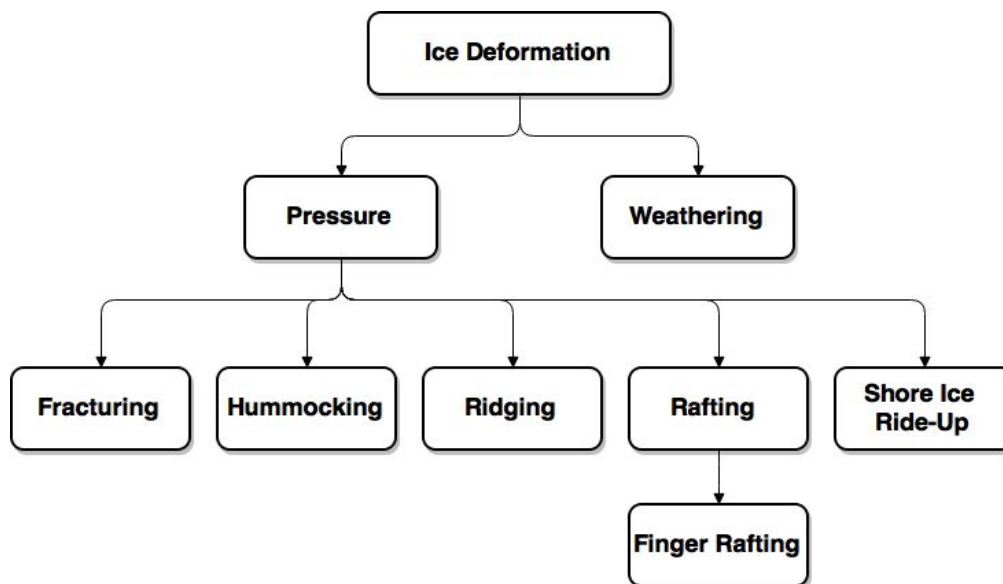 Ice Deformation
Pressure
Weathering
Fracturing
Hummocking
Ridging
Rafting
Shore Ice
Ride-Up
Finger Rafting